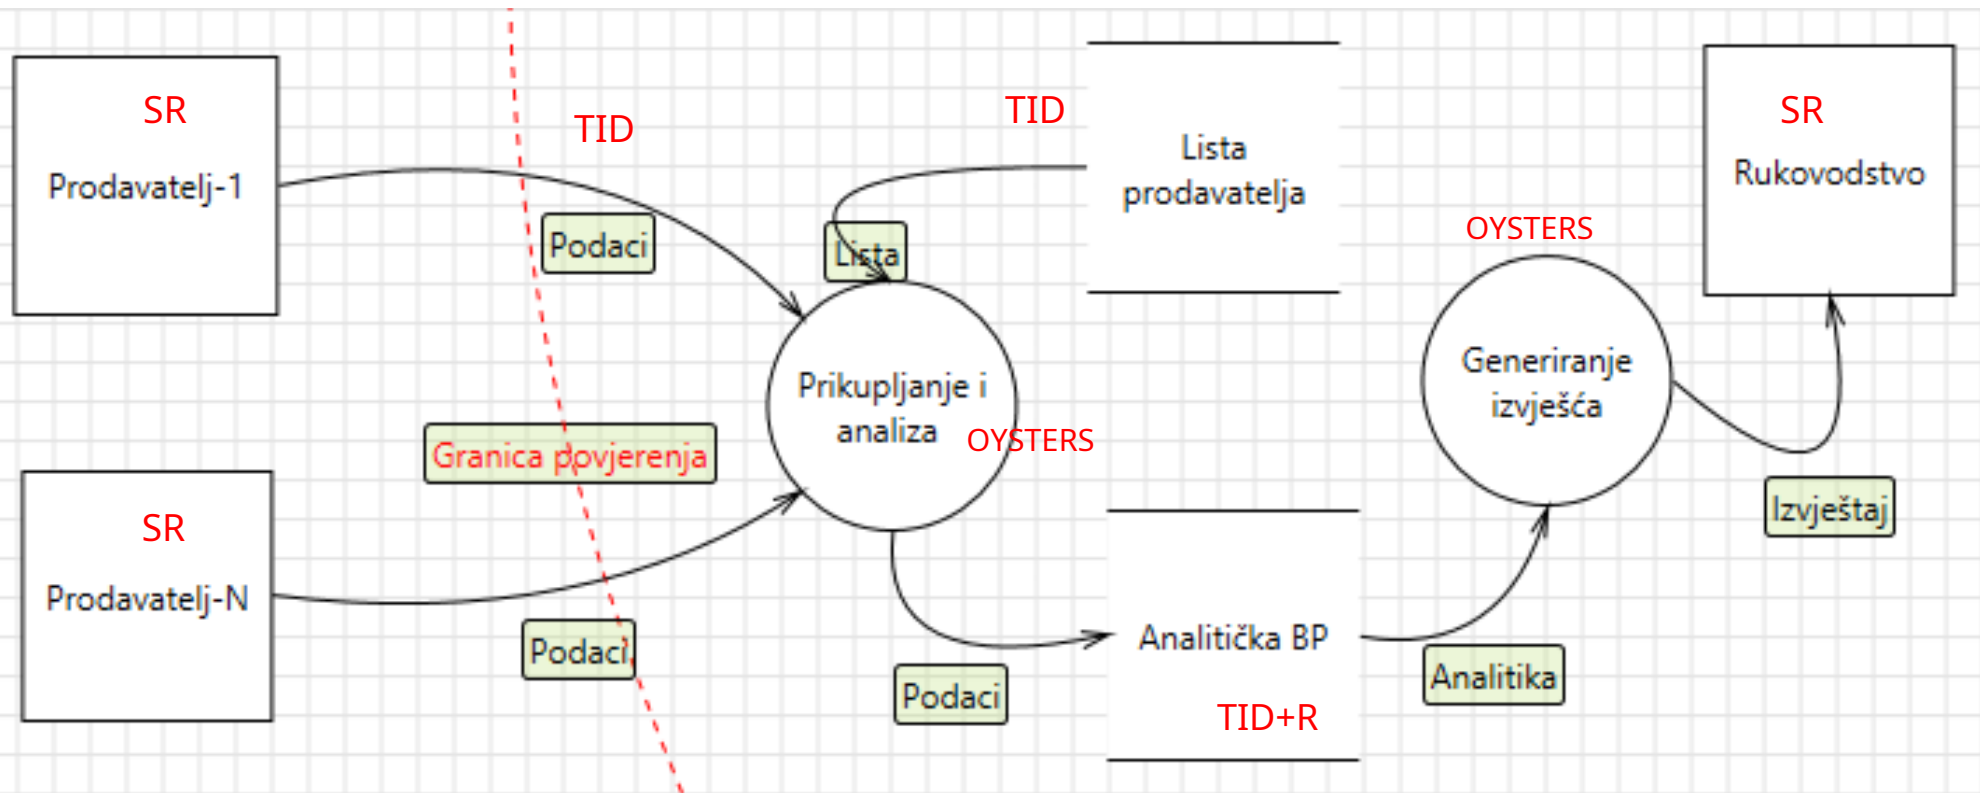 SR
Prodavatelj-1
TID
Podaci
TID
Lista
Lista
prodavatelja
SR
Rukovodstvo
OYSTERS
Generiranje
izvješća
Prikupljanje i
analiza
OYSTERS
Granica povjerenja
SR
Prodavatelj-N
Podaci
Podaci
Analitička BP
TID+R
Analitika
Izvještaj